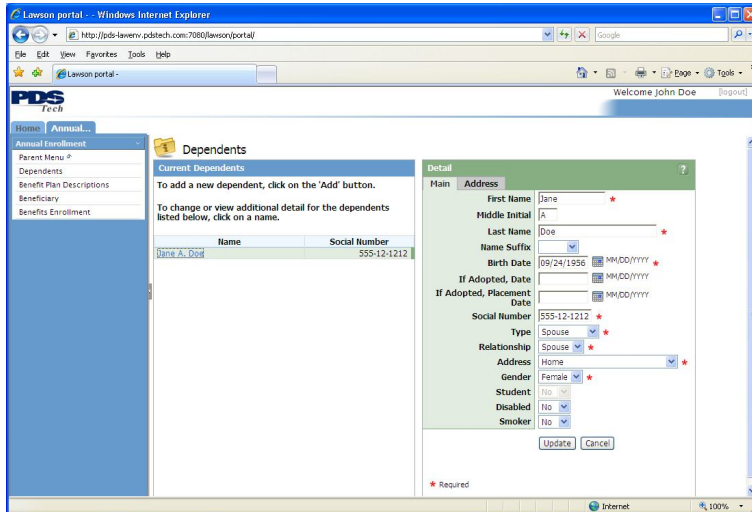 Lawson portal - - Windows Internet Explorer
http://pds-lawenv.pdstech.com:7080/lawson/portal/
Google
File Edit View Favorites Tools Help
Lawson portal -
Page Tools
PDS
Tech
Welcome John Doe [logout]
Home Annual...
Annual Enrollment
Parent Menu
Dependents
Benefit Plan Descriptions
Beneficiary
Benefits Enrollment
Dependents
Current Dependents
To add a new dependent, click on the 'Add' button.
To change or view additional detail for the dependents
listed below, click on a name.
Name Social Number
Jane A. Doe 555-12-1212
Detail ?
Main Address
First Name Jane *
Middle Initial A
Last Name Doe *
Name Suffix
Birth Date 09/24/1956 MM/DD/YYYY *
If Adopted, Date MM/DD/YYYY
If Adopted, Placement
Date MM/DD/YYYY
Social Number 555-12-1212 *
Type Spouse *
Relationship Spouse *
Address Home *
Gender Female *
Student No
Disabled No
Smoker No
Update Cancel
* Required
Internet 100%